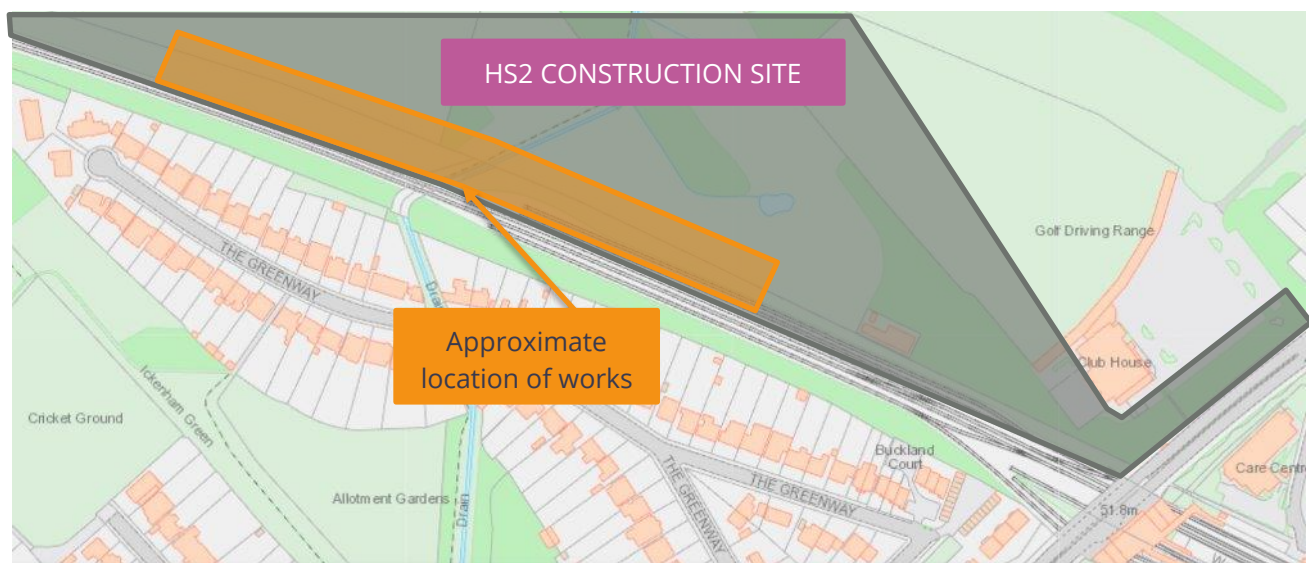 HS2 CONSTRUCTION SITE
Golf Driving Range
THE GREENWAY
Drain
Approximate
location of works
Club House
Ickenham Green
Cricket Ground
Buckland
Court
Care Centre
Allotment Gardens
Drain
THE GREENWAY
THE GREENWAY
51.8m